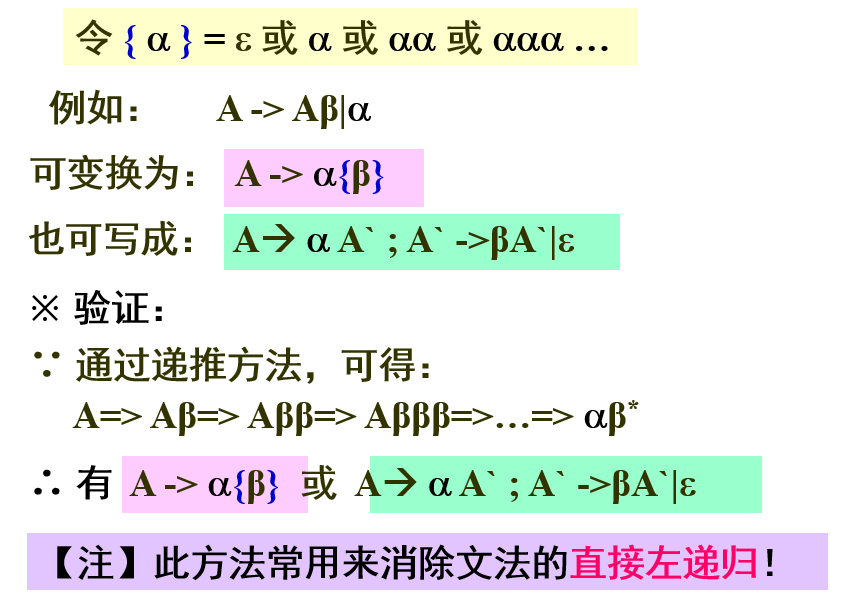 令 { α } = ε 或 α 或 αα 或 ααα …
例如： A -> Aβ|α
可变换为： A -> α{β}
也可写成： A→ α A` ; A` ->βA`|ε
※ 验证：
∵ 通过递推方法，可得：
A=> Aβ=> Aββ=> Aβββ=>…=> αβ*
∴ 有 A -> α{β} 或 A→ α A` ; A` ->βA`|ε
【注】此方法常用来消除文法的直接左递归！